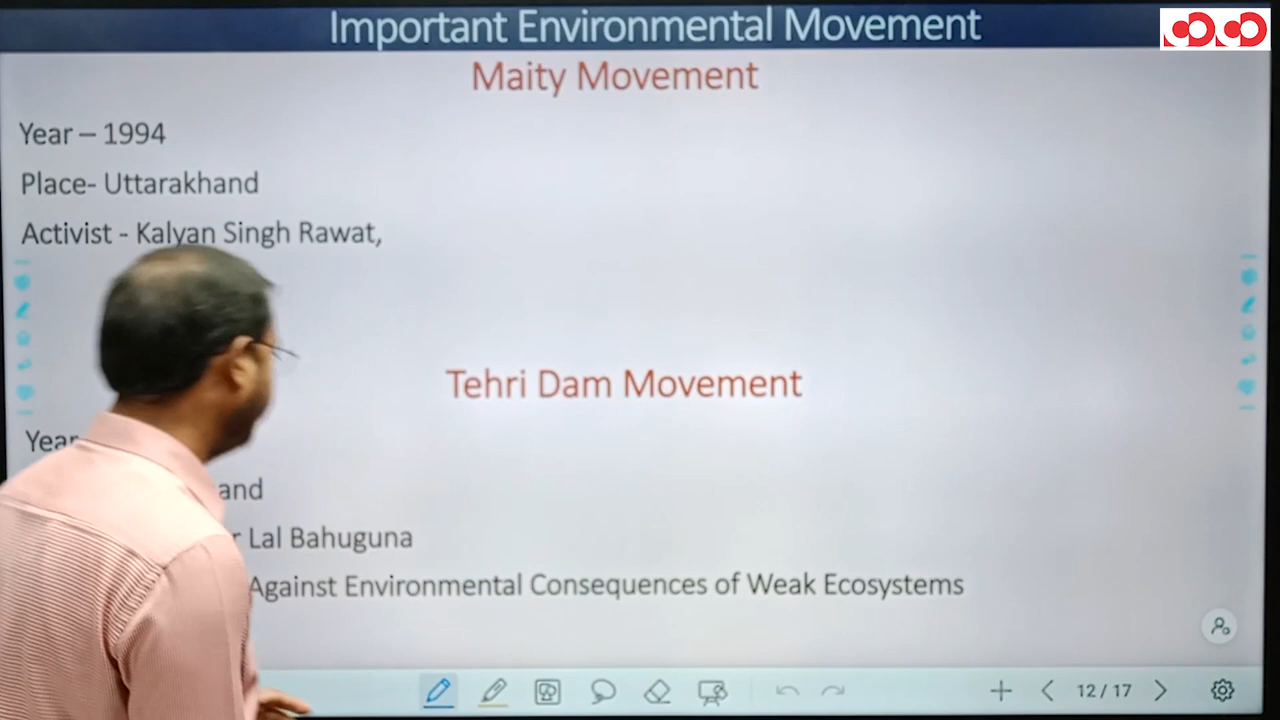 Important Environmental Movement
Maity Movement
Year – 1994
Place- Uttarakhand
Activist - Kalyan Singh Rawat,
Tehri Dam Movement
Year
Lal Bahuguna
Against Environmental Consequences of Weak Ecosystems
12 / 17